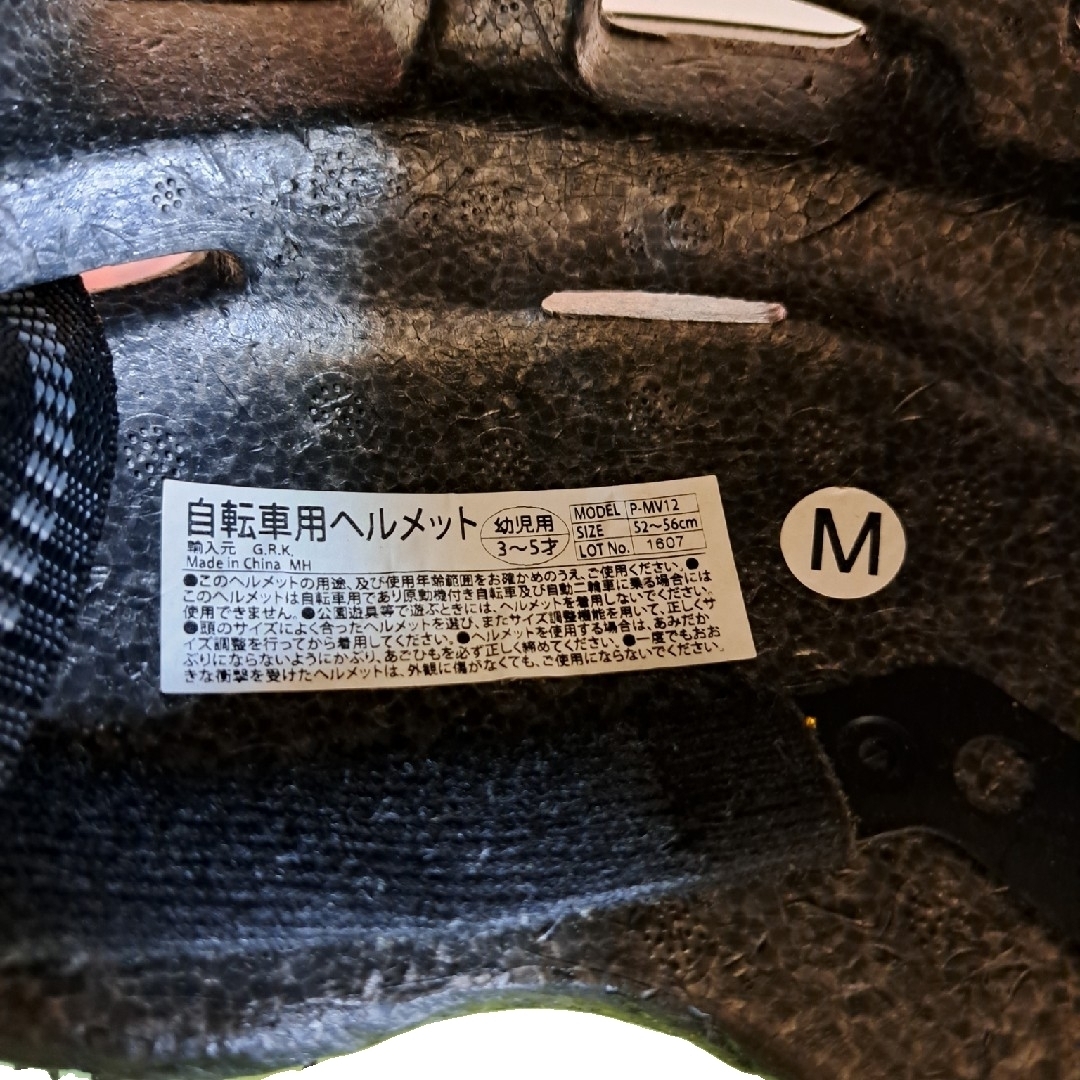 自転車用ヘルメット
幼児用
3～5才
MODEL P-MV12
SIZE 52～56cm
LOT No. 1607
輸入元 G.R.K.
Made in China MH
●このヘルメットの用途、及び使用年齢範囲をお確かめのうえ、ご使用ください。●
このヘルメットは自転車用であり原動機付き自転車及び自動二輪車に乗る場合には
使用できません。●公園遊具等で遊ぶときには、ヘルメットを着用しないでください。
●頭のサイズによく合ったヘルメットを選び、またサイズ調整機能を用いて、正しくサ
イズ調整を行ってから着用してください。●ヘルメットを使用する場合は、あみだか
ぶりにならないようにかぶり、あごひもを必ず正しく締めてください。●一度でもおお
きな衝撃を受けたヘルメットは、外観に傷がなくても、ご使用にならないでください。
M